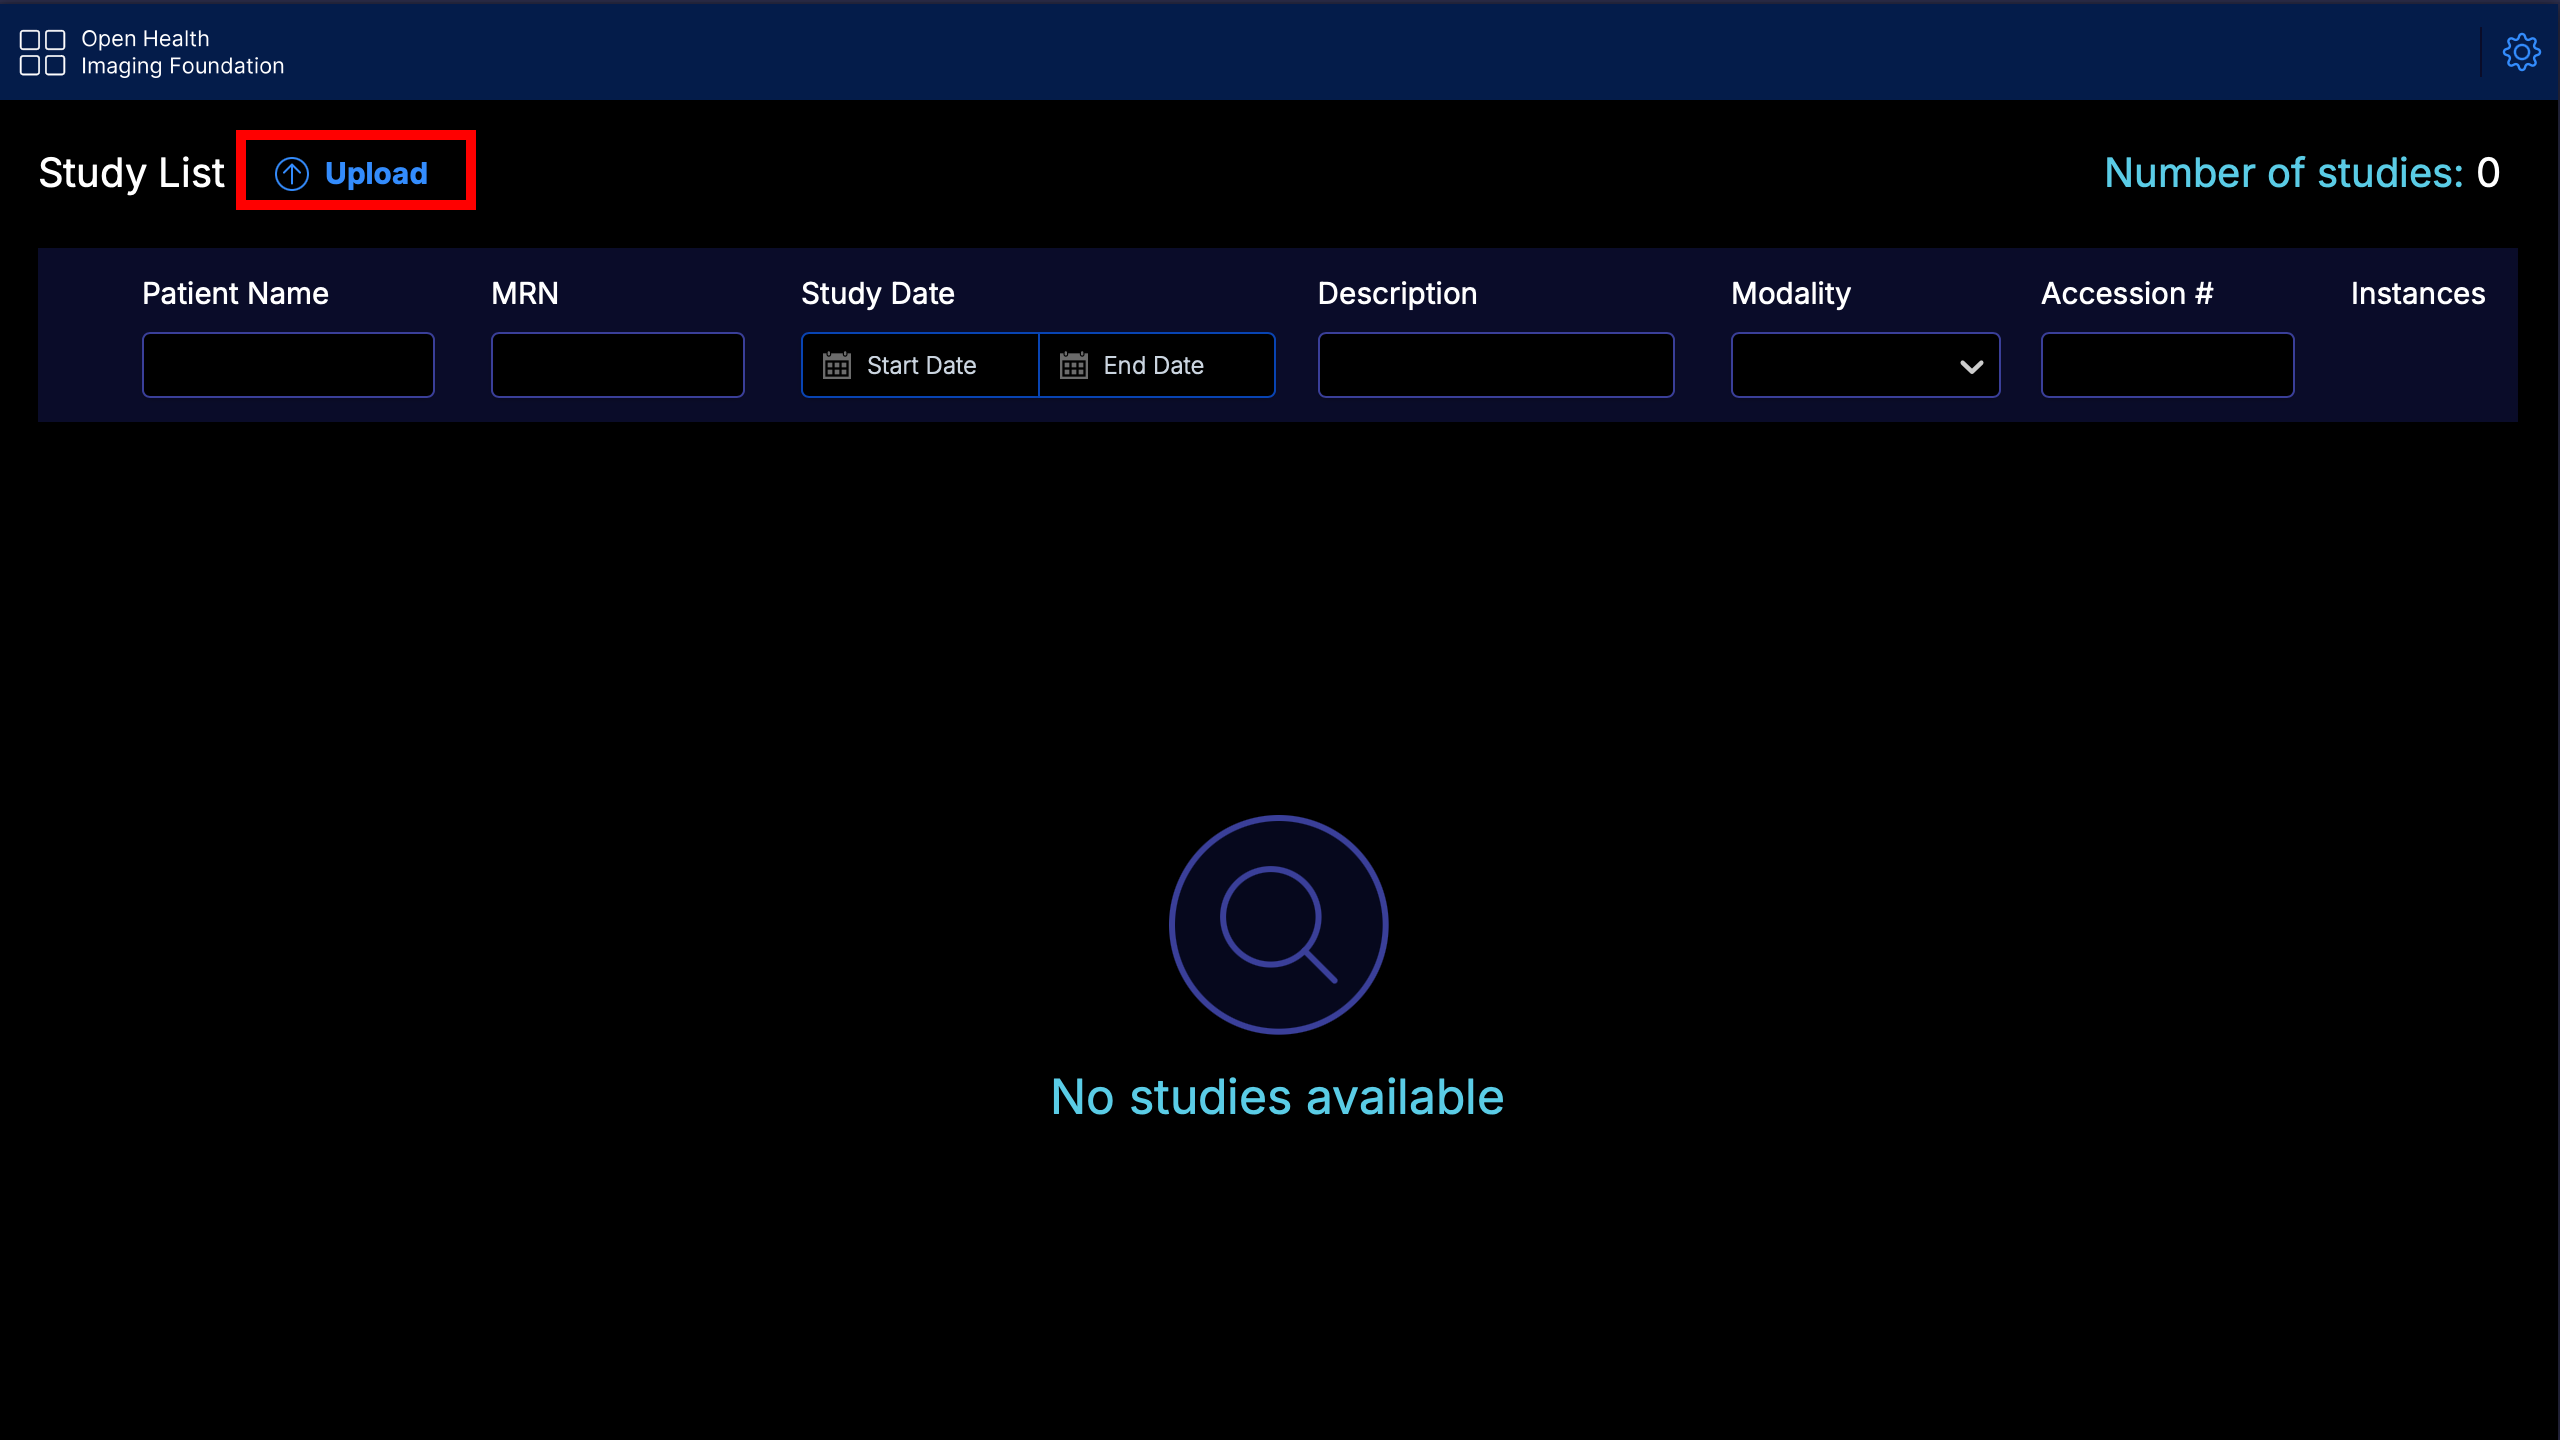 Open Health
Imaging Foundation
Study List Upload Number of studies: 0
Patient Name MRN Study Date Description Modality Accession # Instances
Start Date End Date
No studies available